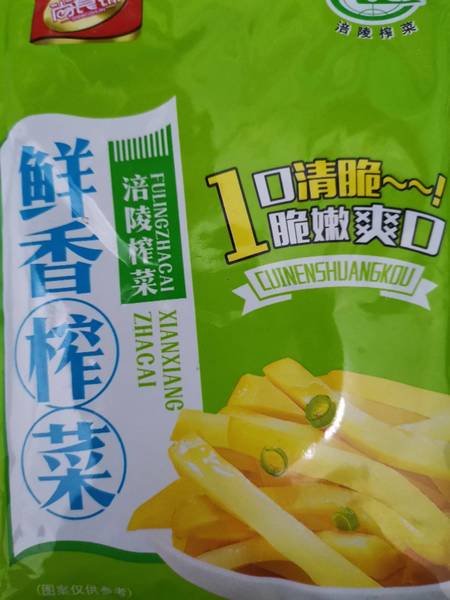 涪陵榨菜
鲜香榨菜
涪陵榨菜
FULINGZHACAI
XIANXIANG
ZHACAI
1口清脆~~!
脆嫩爽口
CUINENSHUANGKOU
(图案仅供参考)